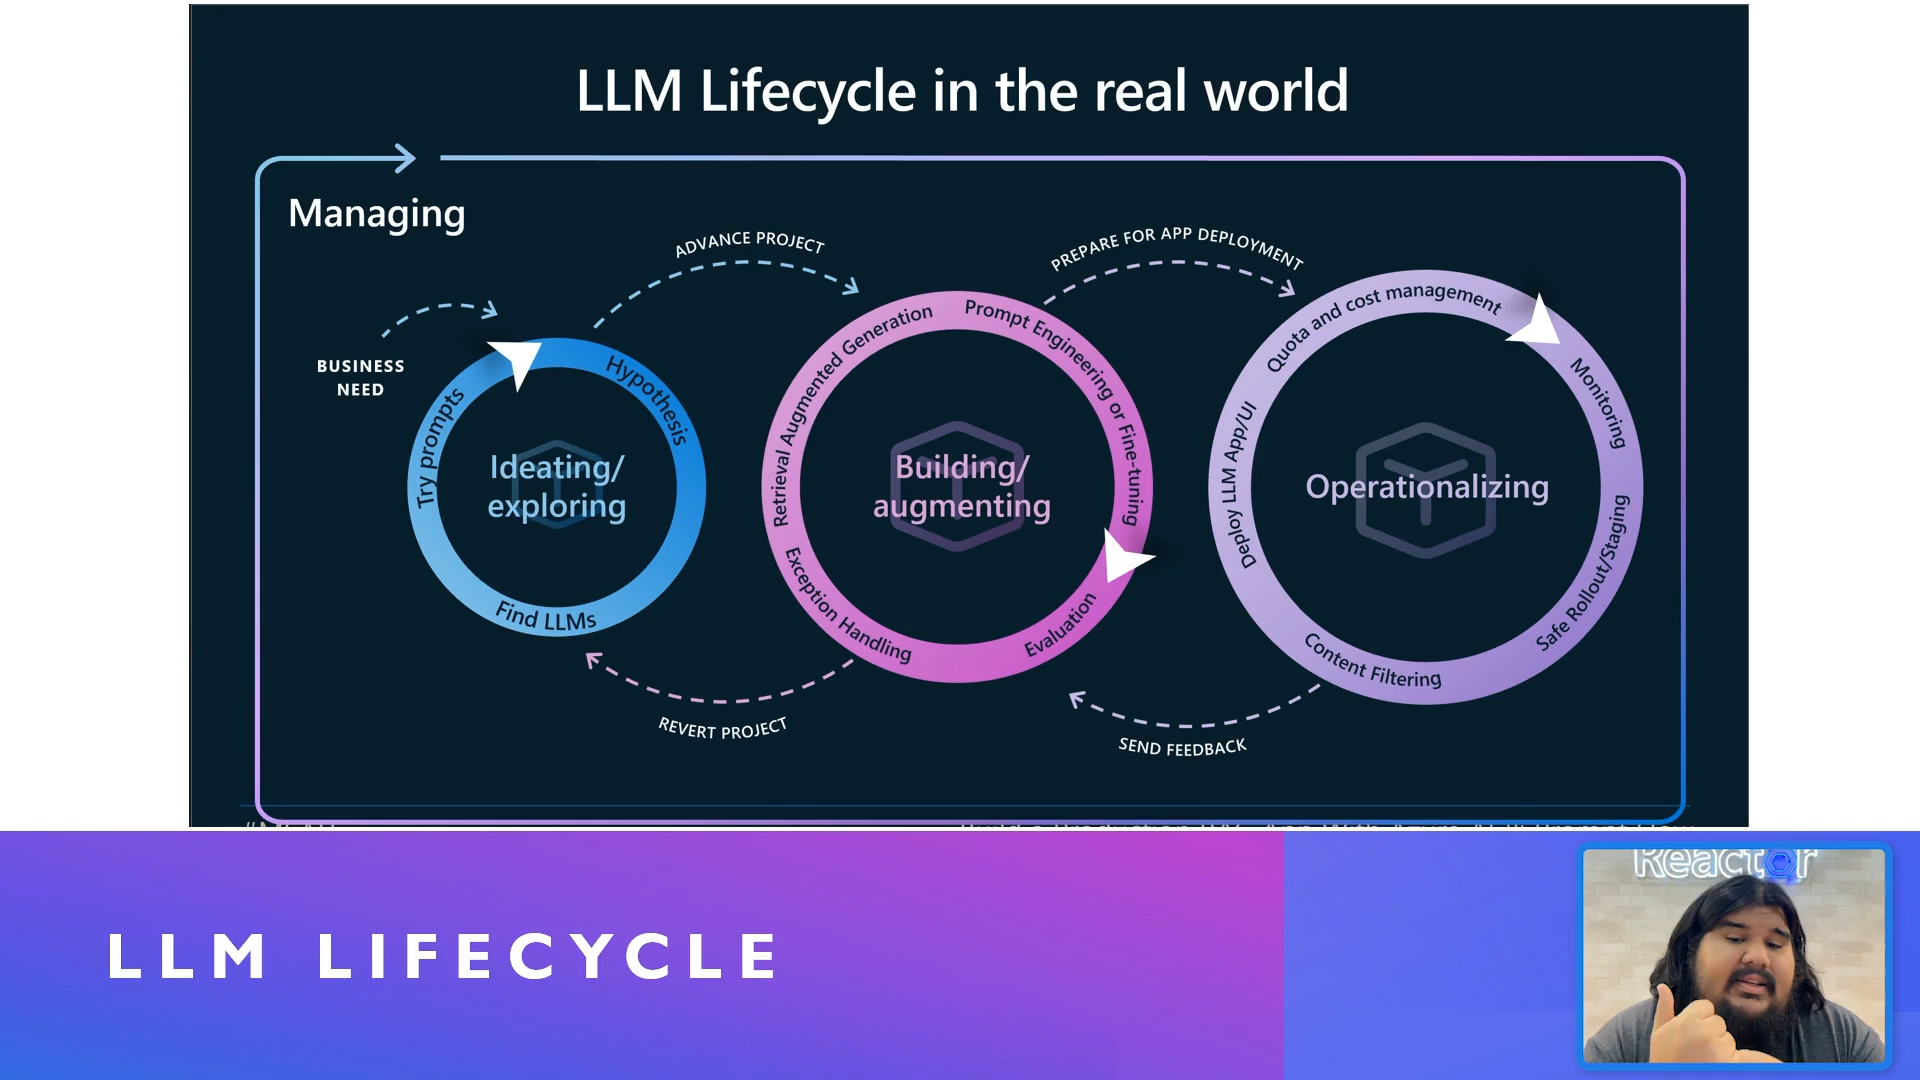 LLM Lifecycle in the real world
Managing
ADVANCE PROJECT
PREPARE FOR APP DEPLOYMENT
BUSINESS
NEED
Try prompts
Hypothesis
Find LLMs
Ideating/
exploring
Retrieval Augmented Generation
Prompt Engineering or Fine-tuning
Evaluation
Exception Handling
Building/
augmenting
Quota and cost management
Monitoring
Safe Rollout/Staging
Content Filtering
Deploy LLM App/UI
Operationalizing
REVERT PROJECT
SEND FEEDBACK
LLM LIFECYCLE
Reactor